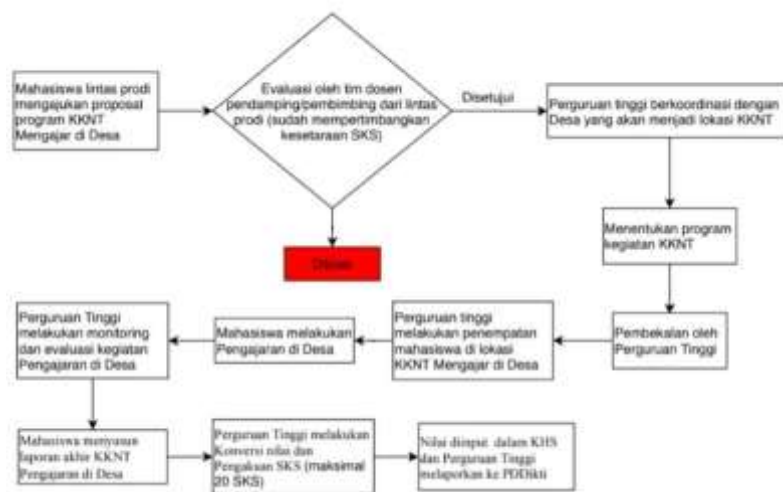 Mahasiswa lintas prodi
mengajukan proposal
program KKNT
Mengajar di Desa
Evaluasi oleh tim dosen
pendamping/pembimbing dari lintas
prodi (sudah mempertimbangkan
kesetaraan SKS)
Disetujui
Perguruan tinggi berkoordinasi dengan
Desa yang akan menjadi lokasi KKNT
Menentukan program
kegiatan KKNT
Pembekalan oleh
Perguruan Tinggi
Perguruan tinggi
melakukan penempatan
mahasiswa di lokasi
KKNT Mengajar di Desa
Mahasiswa melakukan
Pengajaran di Desa
Perguruan Tinggi
melakukan monitoring
dan evaluasi kegiatan
Pengajaran di Desa
Mahasiswa menyusun
laporan akhir KKNT
Pengajaran di Desa
Perguruan Tinggi melakukan
Konversi nilai dan
Pengakuan SKS (maksimal
20 SKS)
Nilai diinput dalam KHS
dan Perguruan Tinggi
melaporkan ke PDDikti